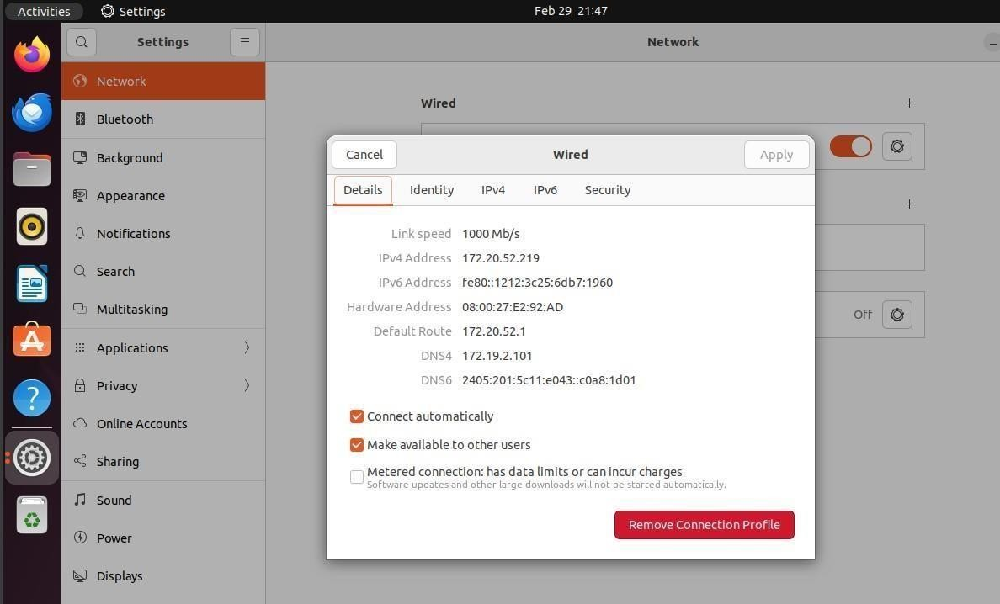 Activities Settings Feb 29 21:47
Settings
Network
Network
Bluetooth
Background
Appearance
Notifications
Search
Multitasking
Applications
Privacy
Online Accounts
Sharing
Sound
Power
Displays
Wired
Off
Cancel Wired Apply
Details Identity IPv4 IPv6 Security
Link speed 1000 Mb/s
IPv4 Address 172.20.52.219
IPv6 Address fe80::1212:3c25:6db7:1960
Hardware Address 08:00:27:E2:92:AD
Default Route 172.20.52.1
DNS4 172.19.2.101
DNS6 2405:201:5c11:e043::c0a8:1d01
Connect automatically
Make available to other users
Metered connection: has data limits or can incur charges
Software updates and other large downloads will not be started automatically.
Remove Connection Profile